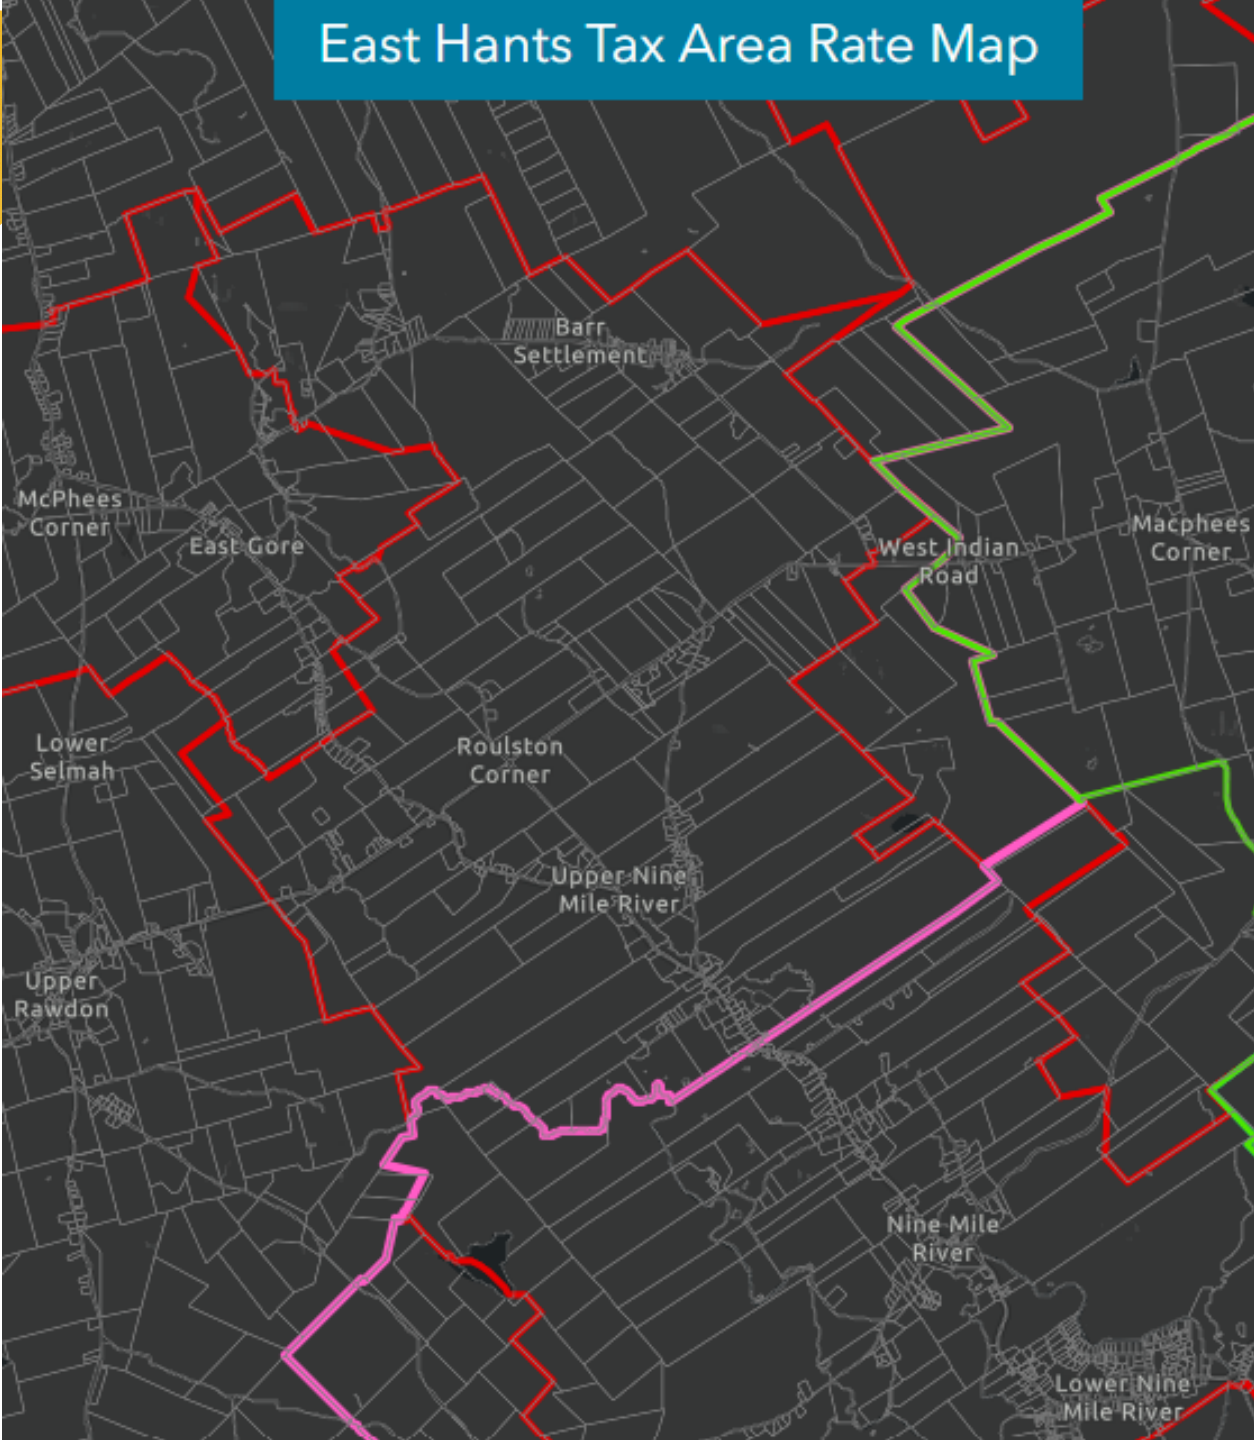 East Hants Tax Area Rate Map
Barr
Settlement
McPhees
Corner
East Gore
West Indian
Road
Macphees
Corner
Lower
Selmah
Roulston
Corner
Upper Nine
Mile River
Upper
Rawdon
Nine Mile
River
Lower Nine
Mile River